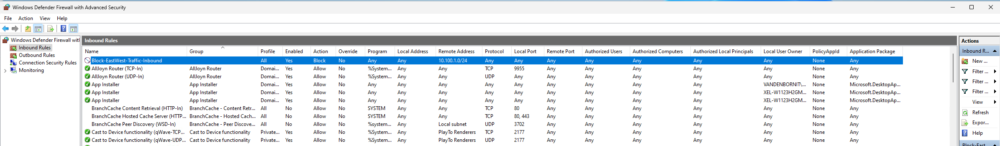 Windows Defender Firewall with Advanced Security
File Action View Help
Windows Defender Firewall with
Inbound Rules
Outbound Rules
Connection Security Rules
Monitoring
Inbound Rules
Name Group Profile Enabled Action Override Program Local Address Remote Address Protocol Local Port Remote Port Authorized Users Authorized Computers Authorized Local Principals Local User Owner PolicyAppId Application Package
Block-EastWest-Traffic-Inbound All Yes Block No Any Any 10.100.1.0/24 Any Any Any Any Any Any Any None Any
AllJoyn Router (TCP-In) AllJoyn Router Domai... Yes Allow No %System... Any Any TCP 9955 Any Any Any Any Any None Any
AllJoyn Router (UDP-In) AllJoyn Router Domai... Yes Allow No %System... Any Any UDP Any Any Any Any Any Any None Any
App Installer App Installer Domai... Yes Allow No Any Any Any Any Any Any Any Any Any VANDENBORNIT\... None Microsoft.DesktopAp...
App Installer App Installer Domai... Yes Allow No Any Any Any Any Any Any Any Any Any XEL-W1123H2GM... None Microsoft.DesktopAp...
App Installer App Installer Domai... Yes Allow No Any Any Any Any Any Any Any Any Any XEL-W1123H2GM... None Microsoft.DesktopAp...
BranchCache Content Retrieval (HTTP-In) BranchCache - Content Retr... All No Allow No SYSTEM Any Any TCP 80 Any Any Any Any Any None Any
BranchCache Hosted Cache Server (HTTP... BranchCache - Hosted Cach... All No Allow No SYSTEM Any Any TCP 80, 443 Any Any Any Any Any None Any
BranchCache Peer Discovery (WSD-In) BranchCache - Peer Discove... All No Allow No %system... Any Local subnet UDP 3702 Any Any Any Any Any None Any
Cast to Device functionality (qWave-TCP... Cast to Device functionality Private... Yes Allow No %System... Any PlayTo Renderers TCP 2177 Any Any Any Any Any None Any
Cast to Device functionality (qWave-UDP... Cast to Device functionality Private... Yes Allow No %System... Any PlayTo Renderers UDP 2177 Any Any Any Any Any None Any
Actions
Inbound R...
New ...
Filter ...
Filter ...
Filter ...
View
Refresh
Expor...
Help
Block-East...